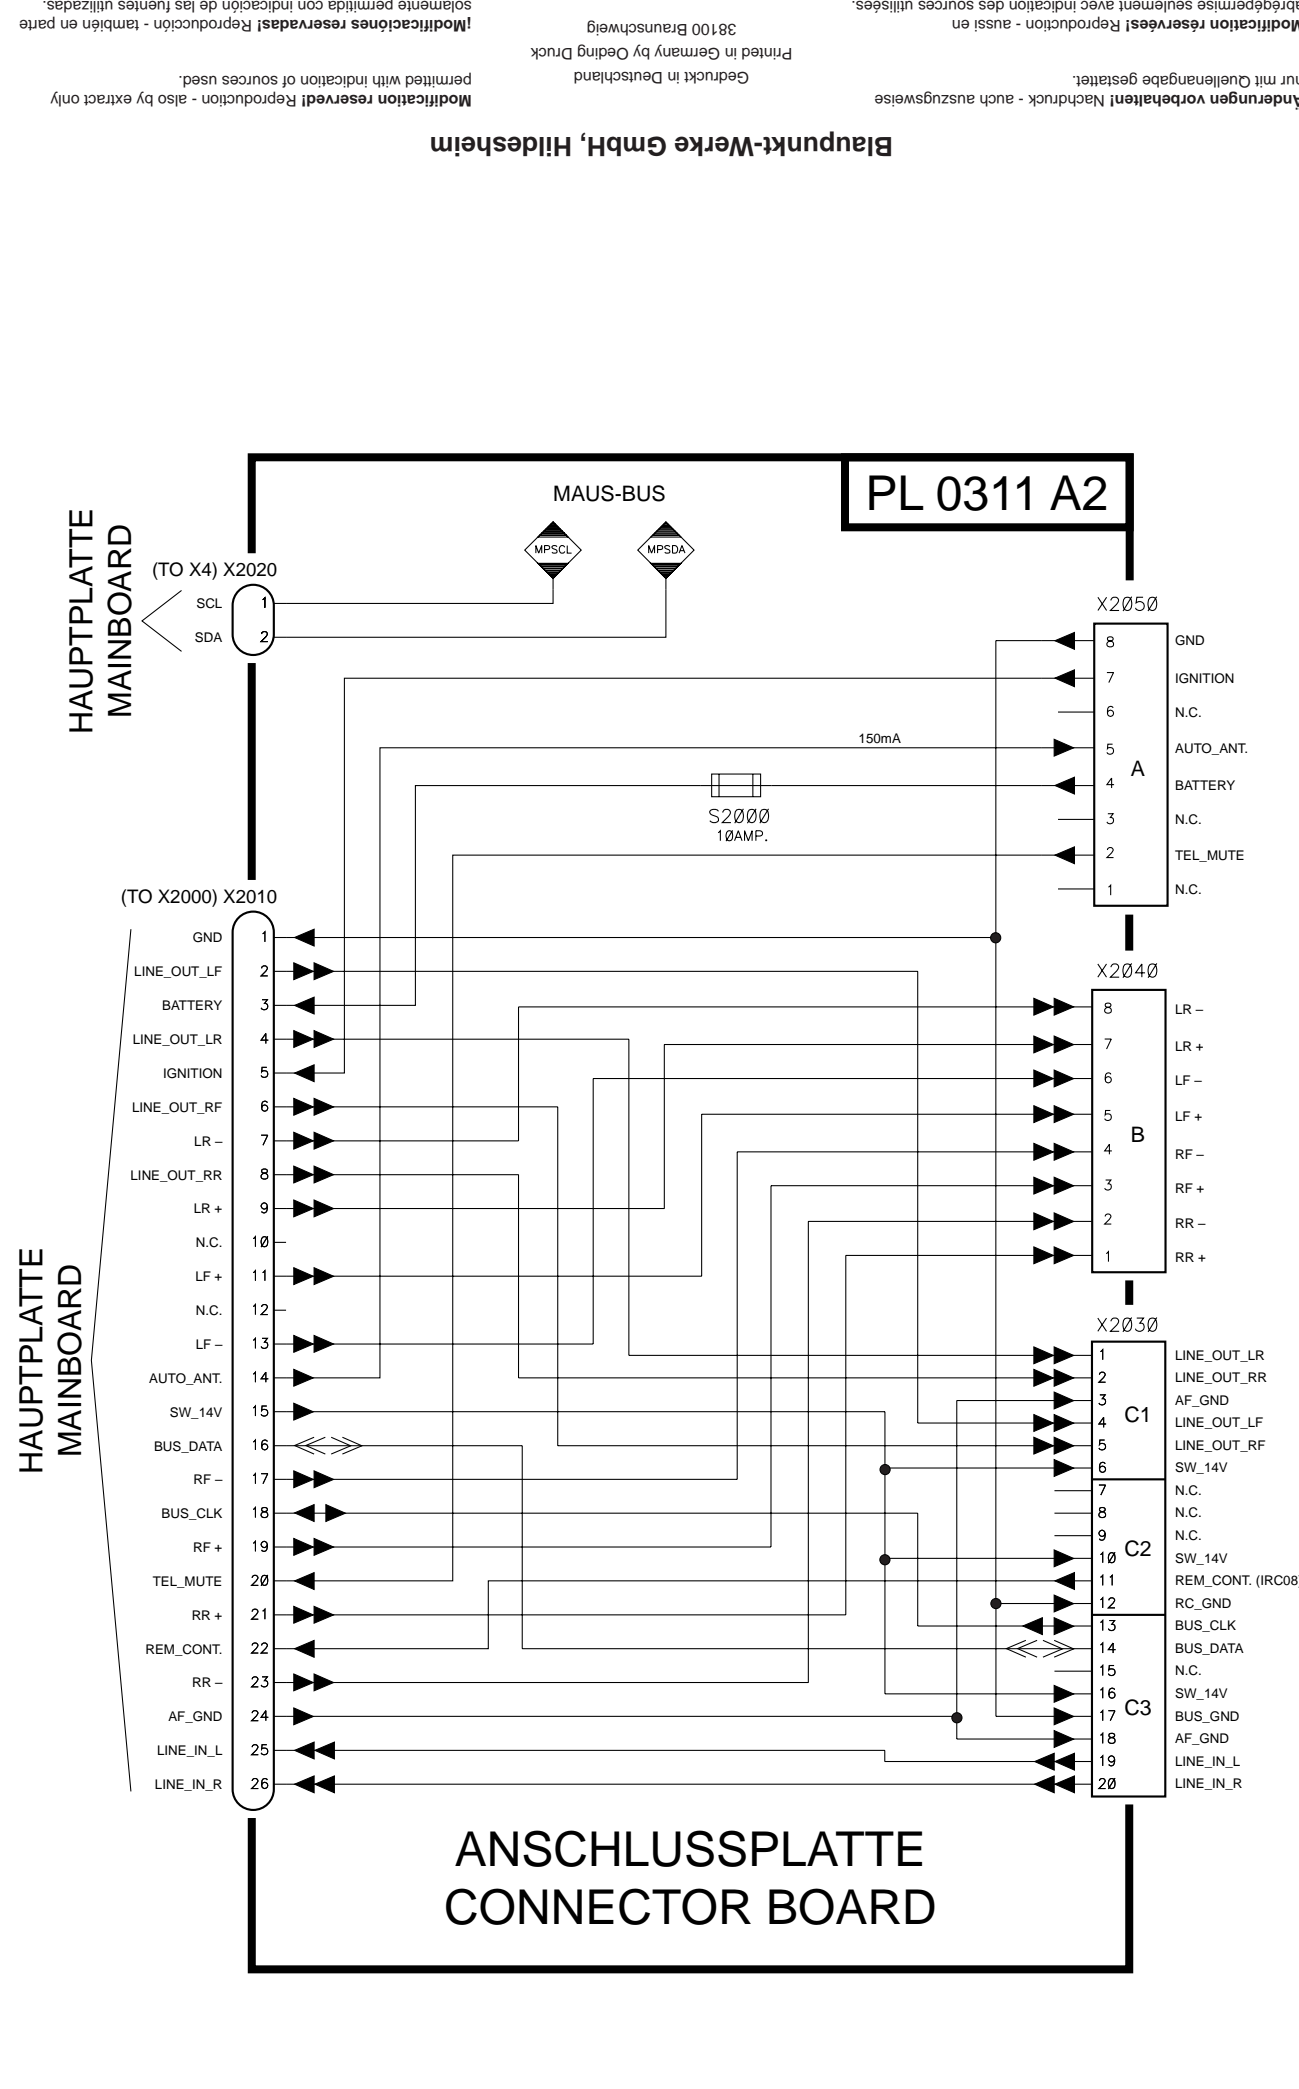 Blaupunkt-Werke GmbH, Hildesheim
Änderungen vorbehalten! Nachdruck - auch auszugsweise
nur mit Quellenangabe gestattet.
Gedruckt in Deutschland
Printed in Germany by Oeding Druck
38100 Braunschweig
Modification reserved! Reproduction - also by extract only
permitted with indication of sources used.
Modification réservées! Reproduction - aussi en
abrégépermise seulement avec indication des sources utilisées.
¡Modificaciónes reservadas! Reproducción - también en parte
solamente permitida con indicación de las fuentes utilizadas.
PL 0311 A2
MAUS-BUS
MPSCL
MPSDA
HAUPTPLATTE
MAINBOARD
(TO X4) X2020
SCL 1
SDA 2
X2050
A
8 GND
7 IGNITION
6 N.C.
5 AUTO_ANT.
4 BATTERY
3 N.C.
2 TEL_MUTE
1 N.C.
150mA
S2000
10AMP.
HAUPTPLATTE
MAINBOARD
(TO X2000) X2010
GND 1
LINE_OUT_LF 2
BATTERY 3
LINE_OUT_LR 4
IGNITION 5
LINE_OUT_RF 6
LR – 7
LINE_OUT_RR 8
LR + 9
N.C. 10
LF + 11
N.C. 12
LF – 13
AUTO_ANT. 14
SW_14V 15
BUS_DATA 16
RF – 17
BUS_CLK 18
RF + 19
TEL_MUTE 20
RR + 21
REM_CONT. 22
RR – 23
AF_GND 24
LINE_IN_L 25
LINE_IN_R 26
X2040
B
8 LR –
7 LR +
6 LF –
5 LF +
4 RF –
3 RF +
2 RR –
1 RR +
X2030
C1
1 LINE_OUT_LR
2 LINE_OUT_RR
3 AF_GND
4 LINE_OUT_LF
5 LINE_OUT_RF
6 SW_14V
C2
7 N.C.
8 N.C.
9 N.C.
10 SW_14V
11 REM_CONT. (IRC08)
12 RC_GND
C3
13 BUS_CLK
14 BUS_DATA
15 N.C.
16 SW_14V
17 BUS_GND
18 AF_GND
19 LINE_IN_L
20 LINE_IN_R
ANSCHLUSSPLATTE
CONNECTOR BOARD